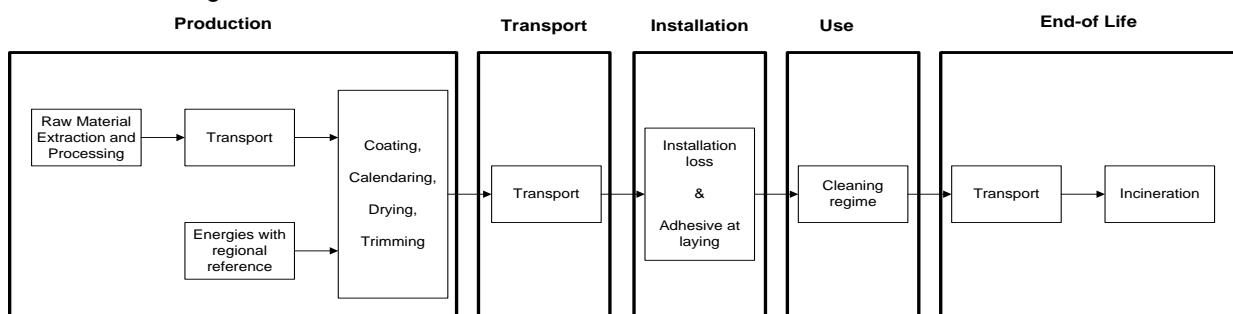 Production
Transport
Installation
Use
End-of Life
Raw Material
Extraction and
Processing
Transport
Energies with
regional
reference
Coating,
Calendaring,
Drying,
Trimming
Transport
Installation
loss
&
Adhesive at
laying
Cleaning
regime
Transport
Incineration